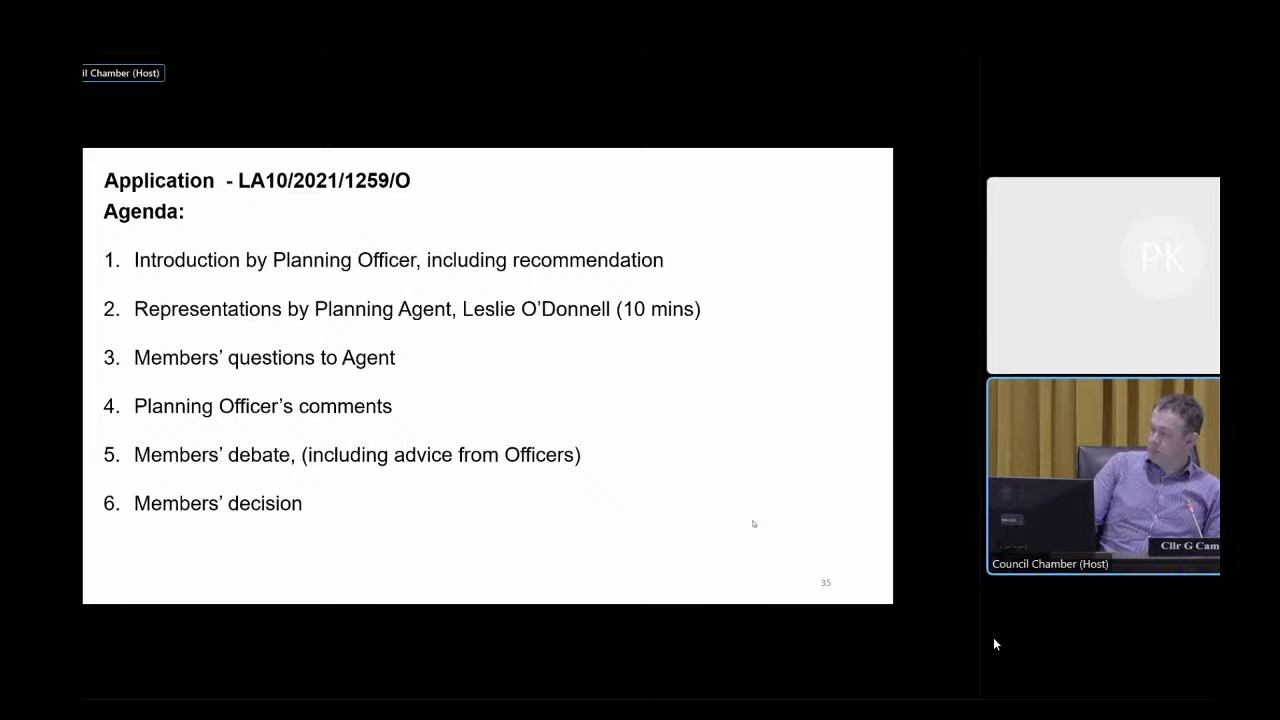 il Chamber (Host)
Application - LA10/2021/1259/O
Agenda:
1. Introduction by Planning Officer, including recommendation
2. Representations by Planning Agent, Leslie O’Donnell (10 mins)
3. Members’ questions to Agent
4. Planning Officer’s comments
5. Members’ debate, (including advice from Officers)
6. Members’ decision
35
PK
Cllr G Cam
Council Chamber (Host)